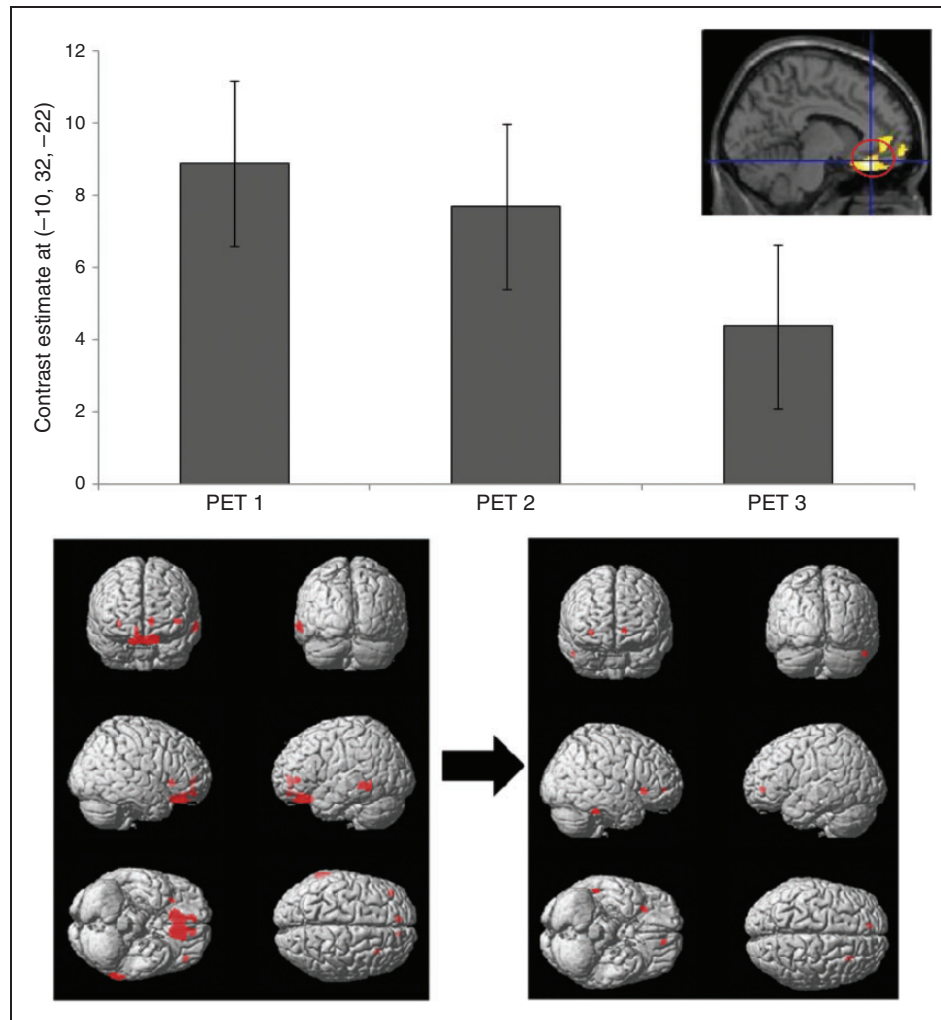 12
10
8
6
4
2
0
Contrast estimate at (−10, 32, −22)
PET 1
PET 2
PET 3